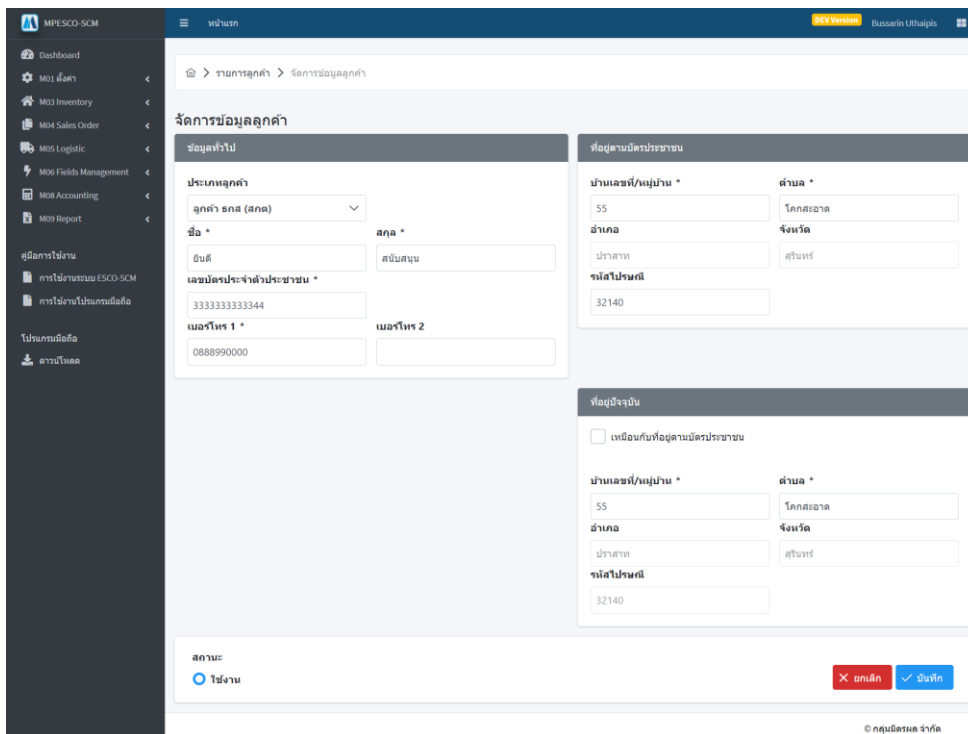 MPESCO-SCM
หน้าแรก
DEV Version
Bussarin Uthaipis
Dashboard
M01 ตั้งค่า
M03 Inventory
M04 Sales Order
M05 Logistic
M06 Fields Management
M08 Accounting
M09 Report
คู่มือการใช้งาน
การใช้งานระบบ ESCO-SCM
การใช้งานโปรแกรมมือถือ
โปรแกรมมือถือ
ดาวน์โหลด
รายการลูกค้า > จัดการข้อมูลลูกค้า
จัดการข้อมูลลูกค้า
ข้อมูลทั่วไป
ประเภทลูกค้า
ลูกค้า ธกส (สกต)
ชื่อ * สกุล *
ยินดี สนับสนุน
เลขบัตรประจำตัวประชาชน *
3333333333344
เบอร์โทร 1 * เบอร์โทร 2
0888990000
ที่อยู่ตามบัตรประชาชน
บ้านเลขที่/หมู่บ้าน * ตำบล *
55 โคกสะอาด
อำเภอ จังหวัด
ปราสาท สุรินทร์
รหัสไปรษณี
32140
ที่อยู่ปัจจุบัน
เหมือนกับที่อยู่ตามบัตรประชาชน
บ้านเลขที่/หมู่บ้าน * ตำบล *
55 โคกสะอาด
อำเภอ จังหวัด
ปราสาท สุรินทร์
รหัสไปรษณี
32140
สถานะ
ใช้งาน
ยกเลิก บันทึก
© กลุ่มมิตรผล จำกัด